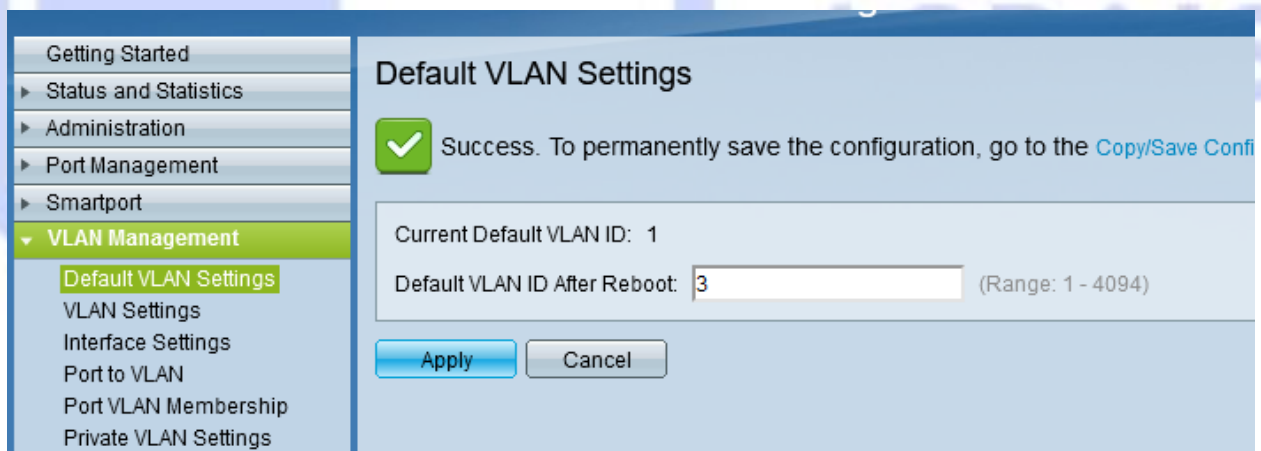 Getting Started
Status and Statistics
Administration
Port Management
Smartport
VLAN Management
Default VLAN Settings
VLAN Settings
Interface Settings
Port to VLAN
Port VLAN Membership
Private VLAN Settings
Default VLAN Settings
Success. To permanently save the configuration, go to the Copy/Save Confi
Current Default VLAN ID: 1
Default VLAN ID After Reboot: 3 (Range: 1 - 4094)
Apply Cancel